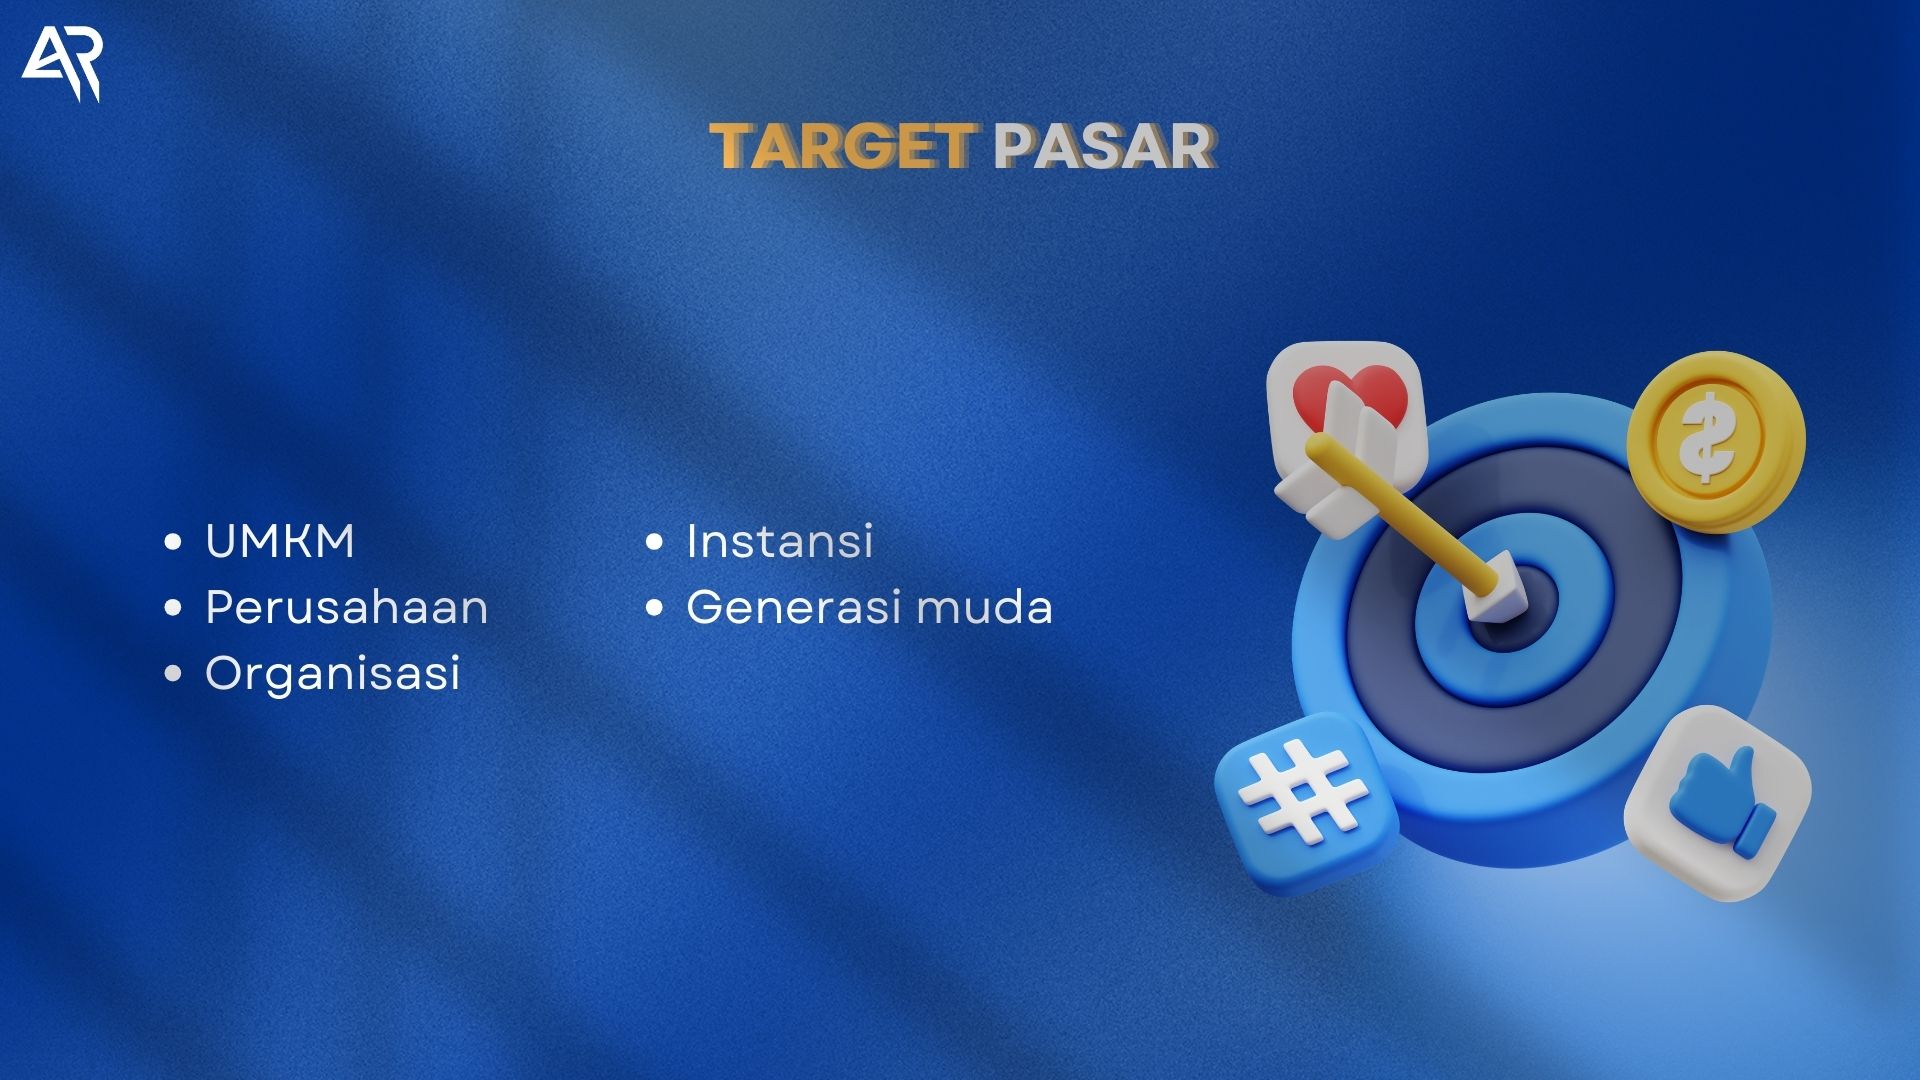 AR
TARGET PASAR
UMKM
Perusahaan
Organisasi
Instansi
Generasi muda